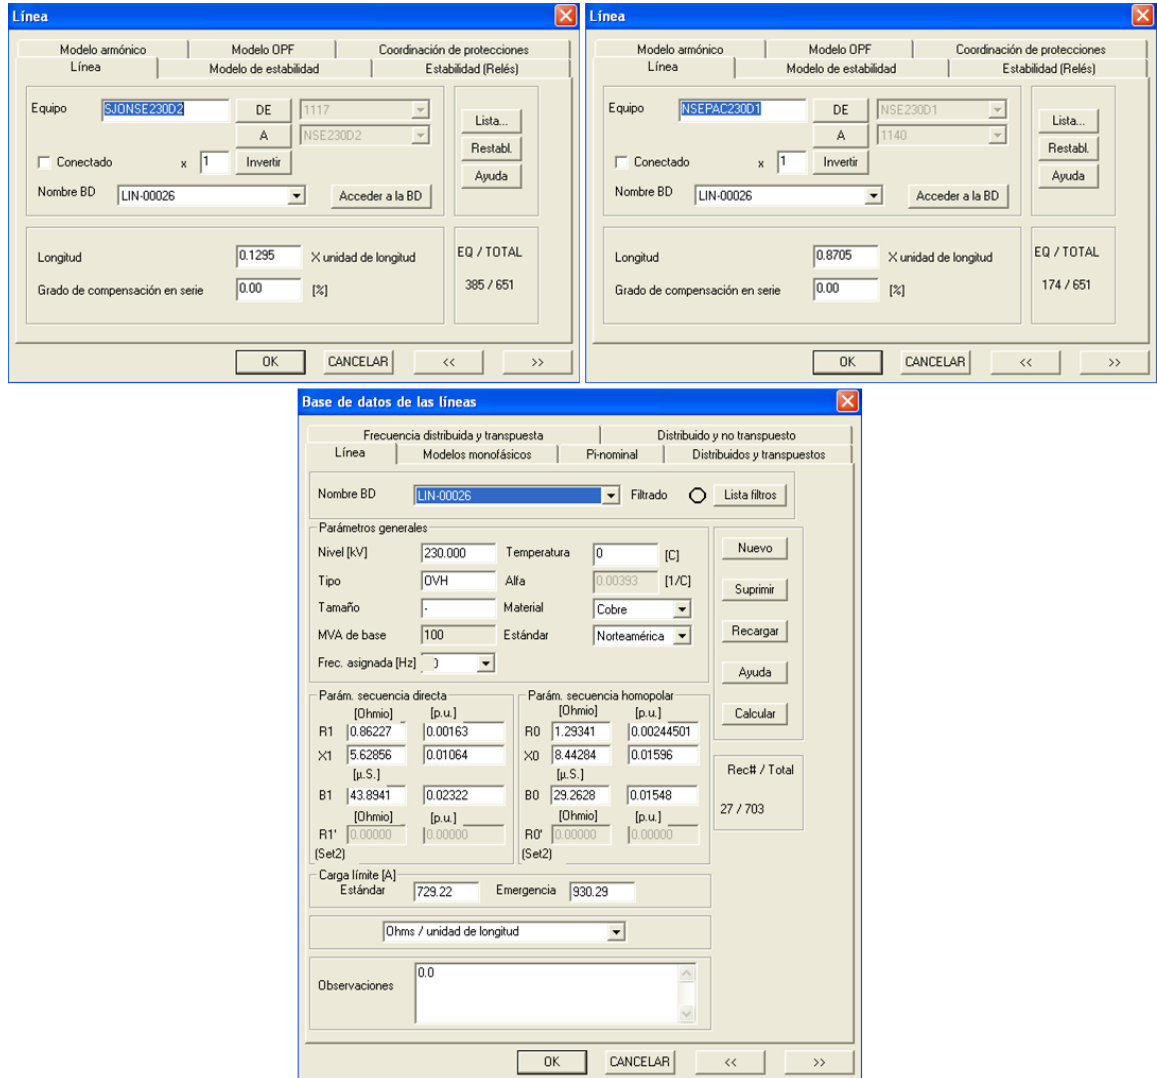 Línea
Modelo armónico Modelo OPF Coordinación de protecciones
Línea Modelo de estabilidad Estabilidad (Relés)
Equipo SJONSE230D2 DE 1117 Lista...
A NSE230D2 Restabl.
Conectado x 1 Invertir Ayuda
Nombre BD LIN-00026 Acceder a la BD
Longitud 0.1295 X unidad de longitud EQ / TOTAL
Grado de compensación en serie 0.00 [%] 385 / 651
OK CANCELAR << >>
Línea
Modelo armónico Modelo OPF Coordinación de protecciones
Línea Modelo de estabilidad Estabilidad (Relés)
Equipo NSEPAC230D1 DE NSE230D1 Lista...
A 1140 Restabl.
Conectado x 1 Invertir Ayuda
Nombre BD LIN-00026 Acceder a la BD
Longitud 0.8705 X unidad de longitud EQ / TOTAL
Grado de compensación en serie 0.00 [%] 174 / 651
OK CANCELAR << >>
Base de datos de las líneas
Frecuencia distribuida y transpuesta Distribuido y no transpuesto
Línea Modelos monofásicos Pi-nominal Distribuidos y transpuestos
Nombre BD LIN-00026 Filtrado Lista filtros
Parámetros generales
Nivel [kV] 230.000 Temperatura 0 [C] Nuevo
Tipo OVH Alfa 0.00393 [1/C] Suprimir
Tamaño - Material Cobre
MVA de base 100 Estándar Norteamérica Recargar
Frec. asignada [Hz] Ayuda
Parám. secuencia directa Parám. secuencia homopolar
[Ohmio] [p.u.] [Ohmio] [p.u.] Calcular
R1 0.86227 0.00163 R0 1.29341 0.00244501
X1 5.62856 0.01064 X0 8.44284 0.01596
[µ.S.] [µ.S.] Rec# / Total
B1 43.8941 0.02322 B0 29.2628 0.01548
27 / 703
[Ohmio] [p.u.] [Ohmio] [p.u.]
R1' 0.00000 0.00000 R0' 0.00000 0.00000
(Set2) (Set2)
Carga límite [A]
Estándar 729.22 Emergencia 930.29
Ohms / unidad de longitud
Observaciones 0.0
OK CANCELAR << >>